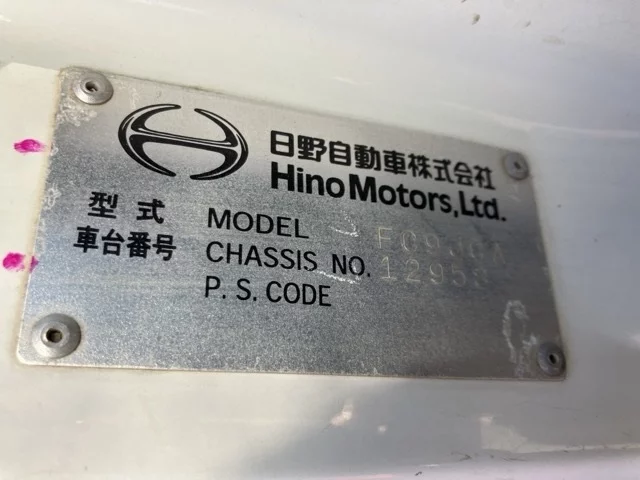 日野自動車株式会社
Hino Motors, Ltd.
型式 MODEL
車台番号 CHASSIS NO.
P. S. CODE